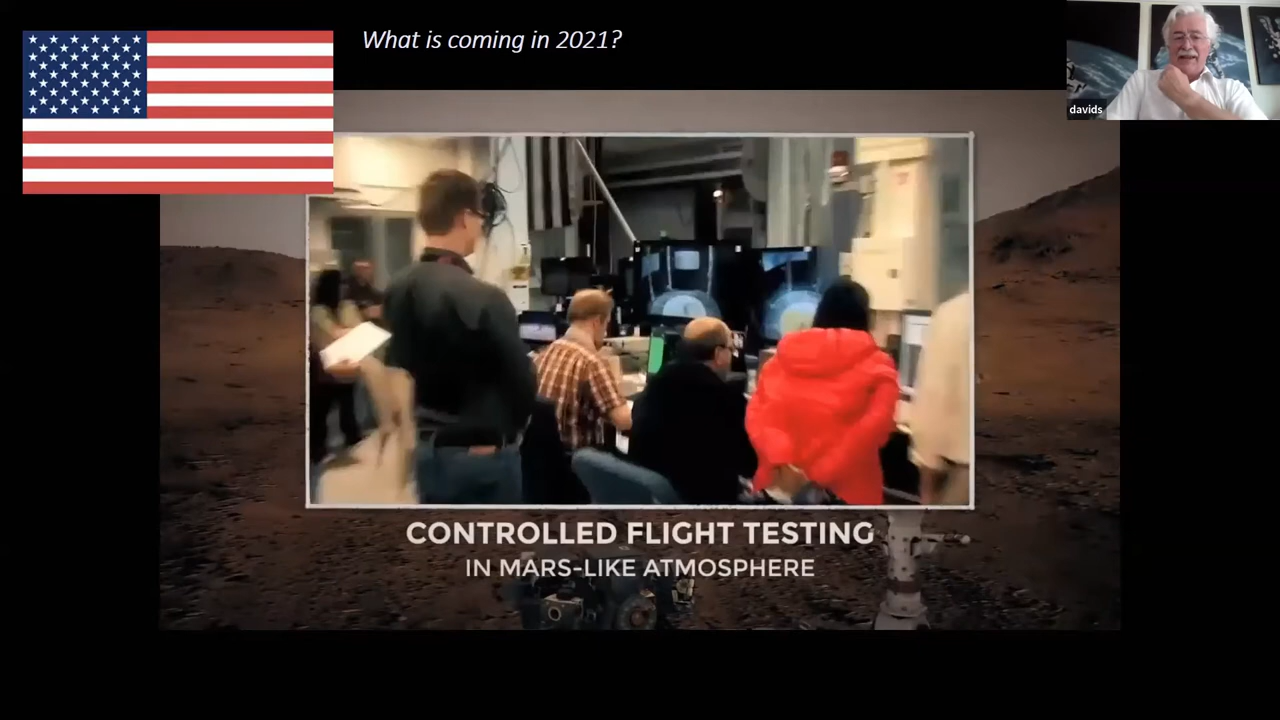 What is coming in 2021?
davids
CONTROLLED FLIGHT TESTING
IN MARS-LIKE ATMOSPHERE